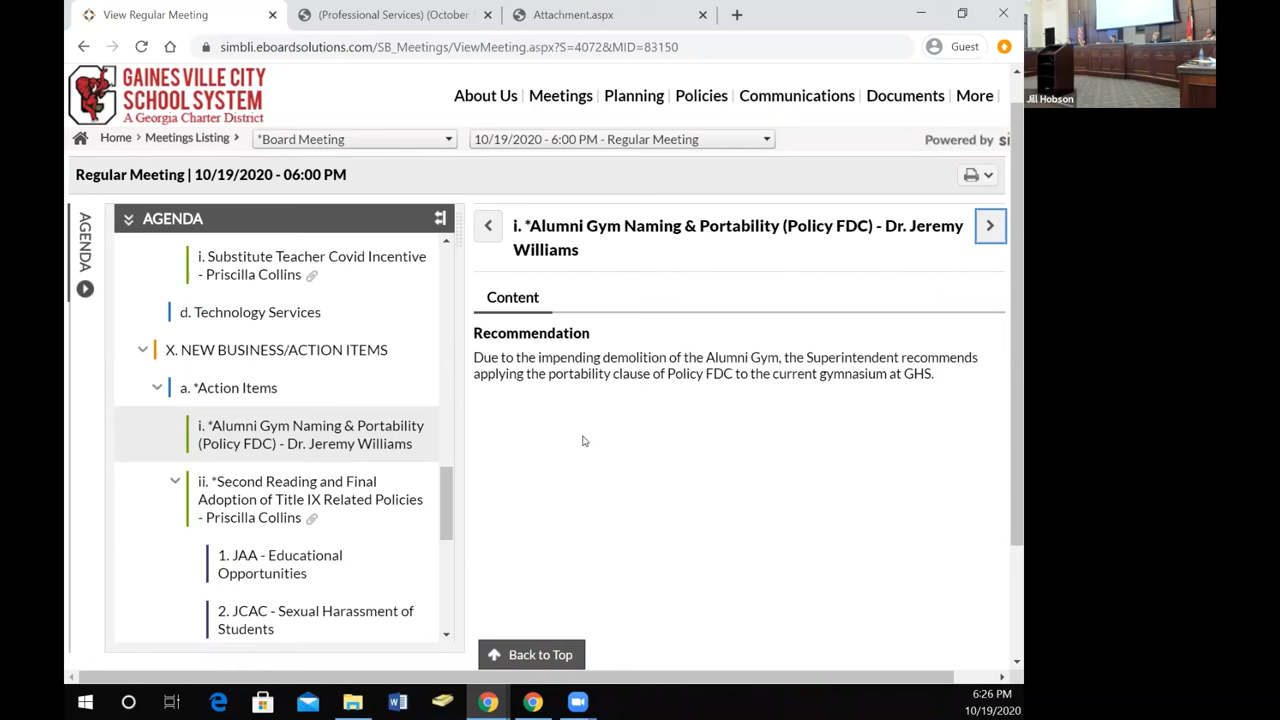 View Regular Meeting
(Professional Services) (October
Attachment.aspx
simbli.eboardsolutions.com/SB_Meetings/ViewMeeting.aspx?S=4072&MID=83150
Guest
Jill Hobson
GAINESVILLE CITY
SCHOOL SYSTEM
A Georgia Charter District
About Us
Meetings
Planning
Policies
Communications
Documents
More
Home
Meetings Listing
*Board Meeting
10/19/2020 - 6:00 PM - Regular Meeting
Powered by si
Regular Meeting | 10/19/2020 - 06:00 PM
AGENDA
AGENDA
i. Substitute Teacher Covid Incentive
- Priscilla Collins
d. Technology Services
X. NEW BUSINESS/ACTION ITEMS
a. *Action Items
i. *Alumni Gym Naming & Portability
(Policy FDC) - Dr. Jeremy Williams
ii. *Second Reading and Final
Adoption of Title IX Related Policies
- Priscilla Collins
1. JAA - Educational
Opportunities
2. JCAC - Sexual Harassment of
Students
i. *Alumni Gym Naming & Portability (Policy FDC) - Dr. Jeremy
Williams
Content
Recommendation
Due to the impending demolition of the Alumni Gym, the Superintendent recommends
applying the portability clause of Policy FDC to the current gymnasium at GHS.
Back to Top
6:26 PM
10/19/2020